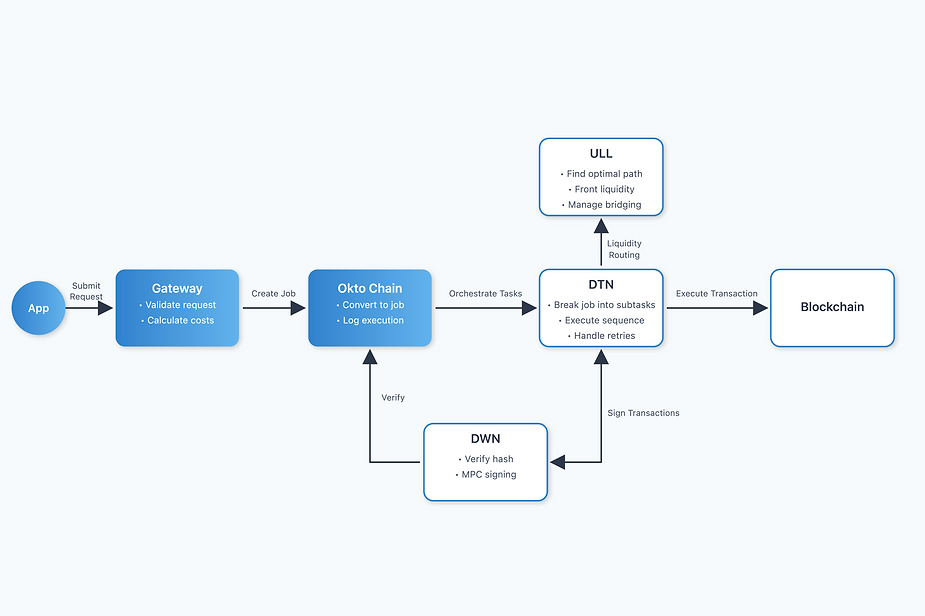 ULL
• Find optimal path
• Front liquidity
• Manage bridging
Liquidity
Routing
App
Submit
Request
Gateway
• Validate request
• Calculate costs
Create Job
Okto Chain
• Convert to job
• Log execution
Orchestrate Tasks
DTN
• Break job into subtasks
• Execute sequence
• Handle retries
Execute Transaction
Blockchain
Verify
Sign Transactions
DWN
• Verify hash
• MPC signing